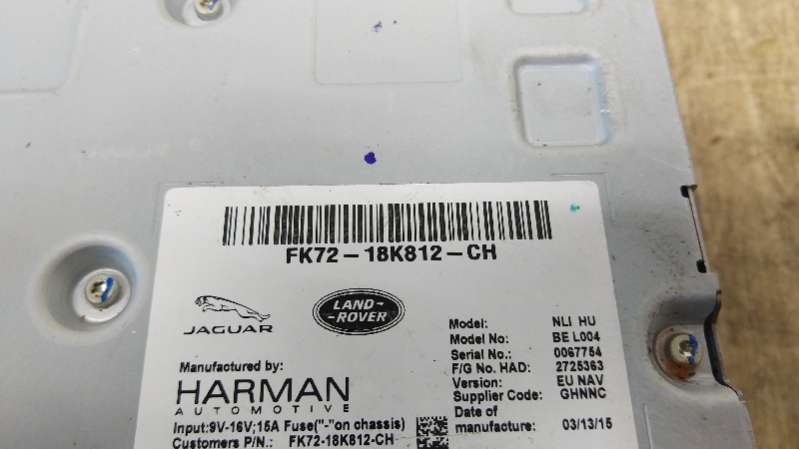 FK72-18K812-CH
JAGUAR
LAND-
ROVER
Manufactured by:
HARMAN
AUTOMOTIVE
Input:9V-16V;15A Fuse("-"on chassis)
Customers P/N.: FK72-18K812-CH
Model: NLI HU
Model No.: BE L004
Serial No.: 0067754
F/G No. HAD: 2725363
Version: EU NAV
Supplier Code: GHNNC
Date of
manufacture: 03/13/15